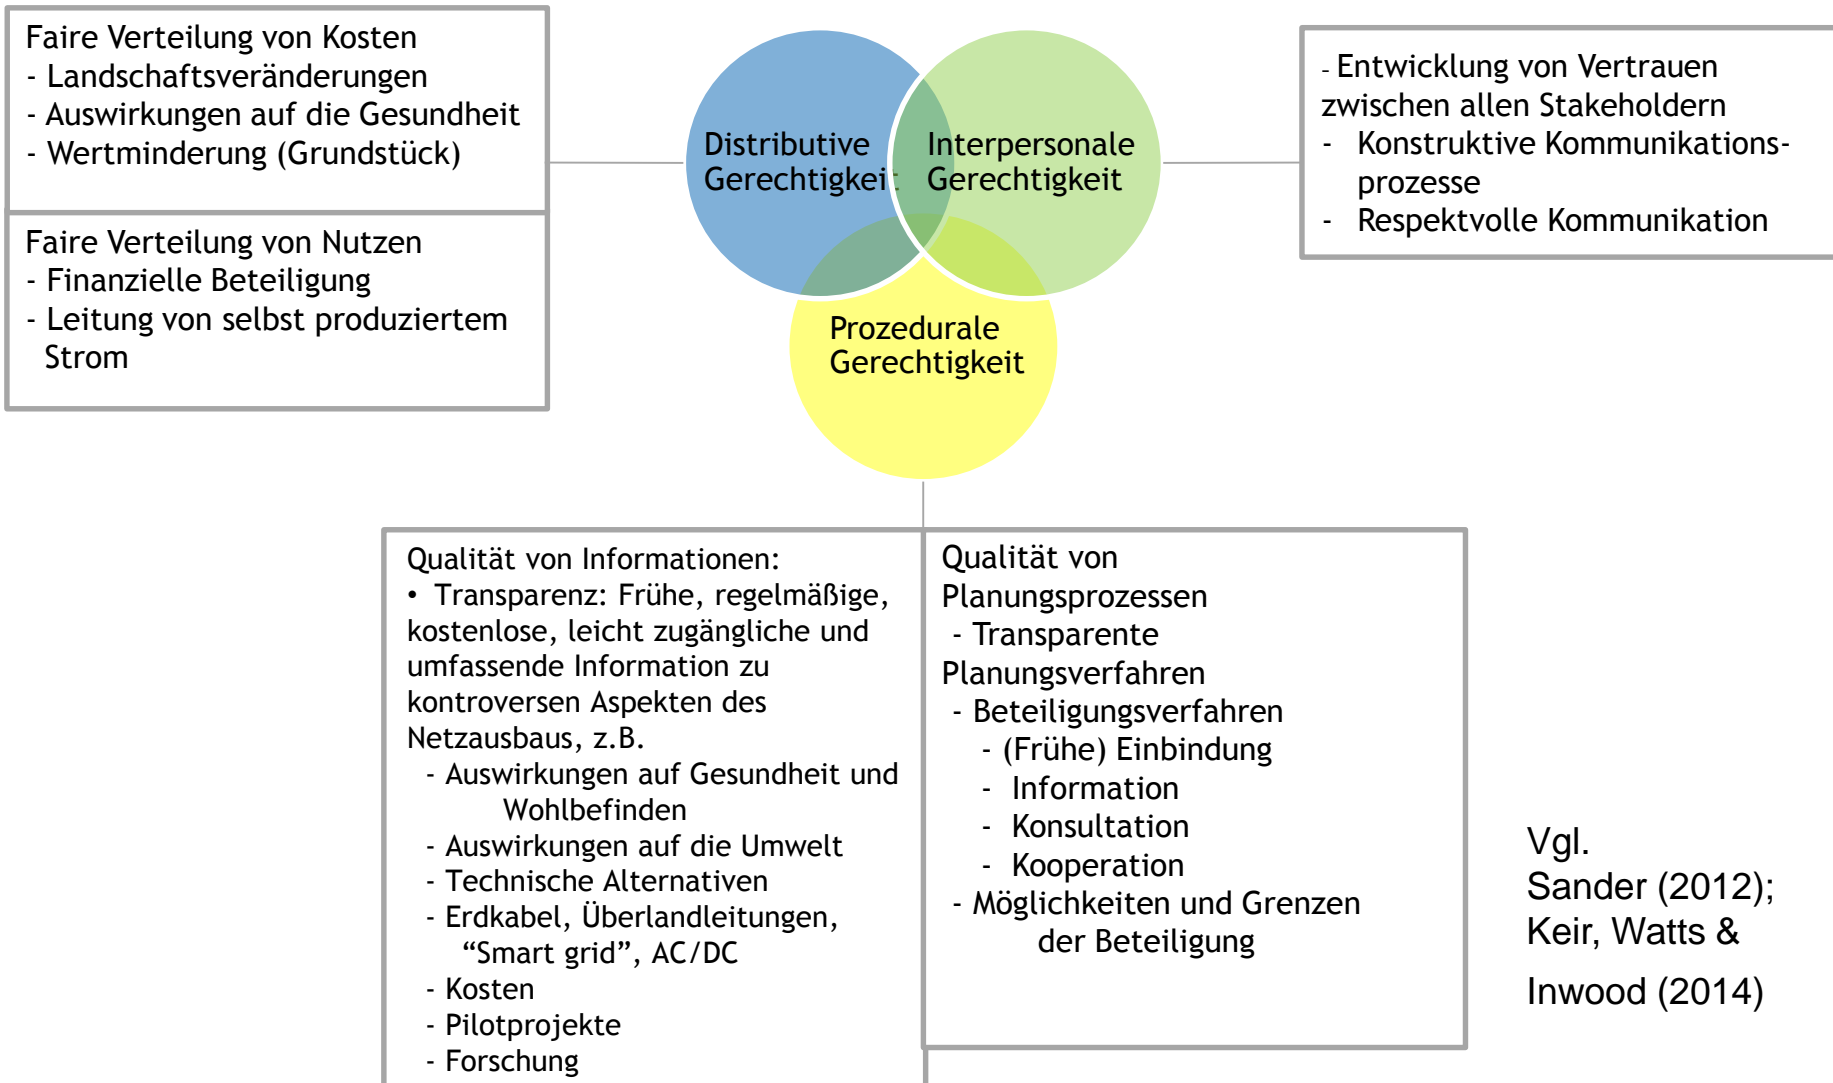 Faire Verteilung von Kosten
- Landschaftsveränderungen
- Auswirkungen auf die Gesundheit
- Wertminderung (Grundstück)
Faire Verteilung von Nutzen
- Finanzielle Beteiligung
- Leitung von selbst produziertem
Strom
Distributive
Gerechtigkeit
Interpersonale
Gerechtigkeit
Prozedurale
Gerechtigkeit
- Entwicklung von Vertrauen
zwischen allen Stakeholdern
- Konstruktive Kommunikations-
prozesse
- Respektvolle Kommunikation
Qualität von Informationen:
• Transparenz: Frühe, regelmäßige,
kostenlose, leicht zugängliche und
umfassende Information zu
kontroversen Aspekten des
Netzausbaus, z.B.
- Auswirkungen auf Gesundheit und
Wohlbefinden
- Auswirkungen auf die Umwelt
- Technische Alternativen
- Erdkabel, Überlandleitungen,
“Smart grid”, AC/DC
- Kosten
- Pilotprojekte
- Forschung
Qualität von
Planungsprozessen
- Transparente
Planungsverfahren
- Beteiligungsverfahren
- (Frühe) Einbindung
- Information
- Konsultation
- Kooperation
- Möglichkeiten und Grenzen
der Beteiligung
Vgl.
Sander (2012);
Keir, Watts &
Inwood (2014)